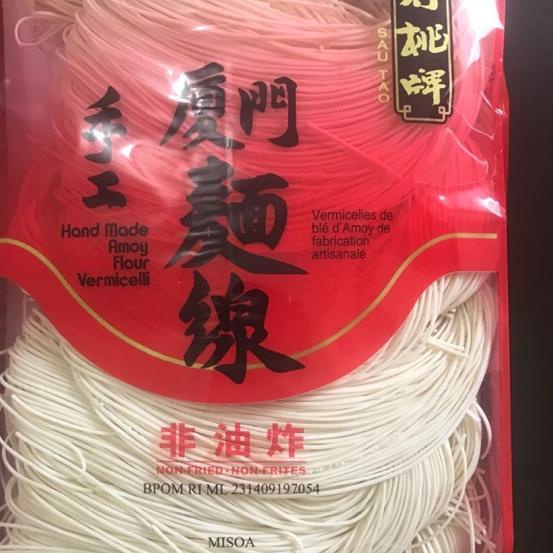 桃牌
SAU TAO
手工
廈門
麵線
Hand Made
Amoy
Flour
Vermicelli
Vermicelles de
blé d'Amoy de
fabrication
artisanale
非油炸
NON-FRIED•NON-FRITES
BPOM RI ML 231409197054
MISOA